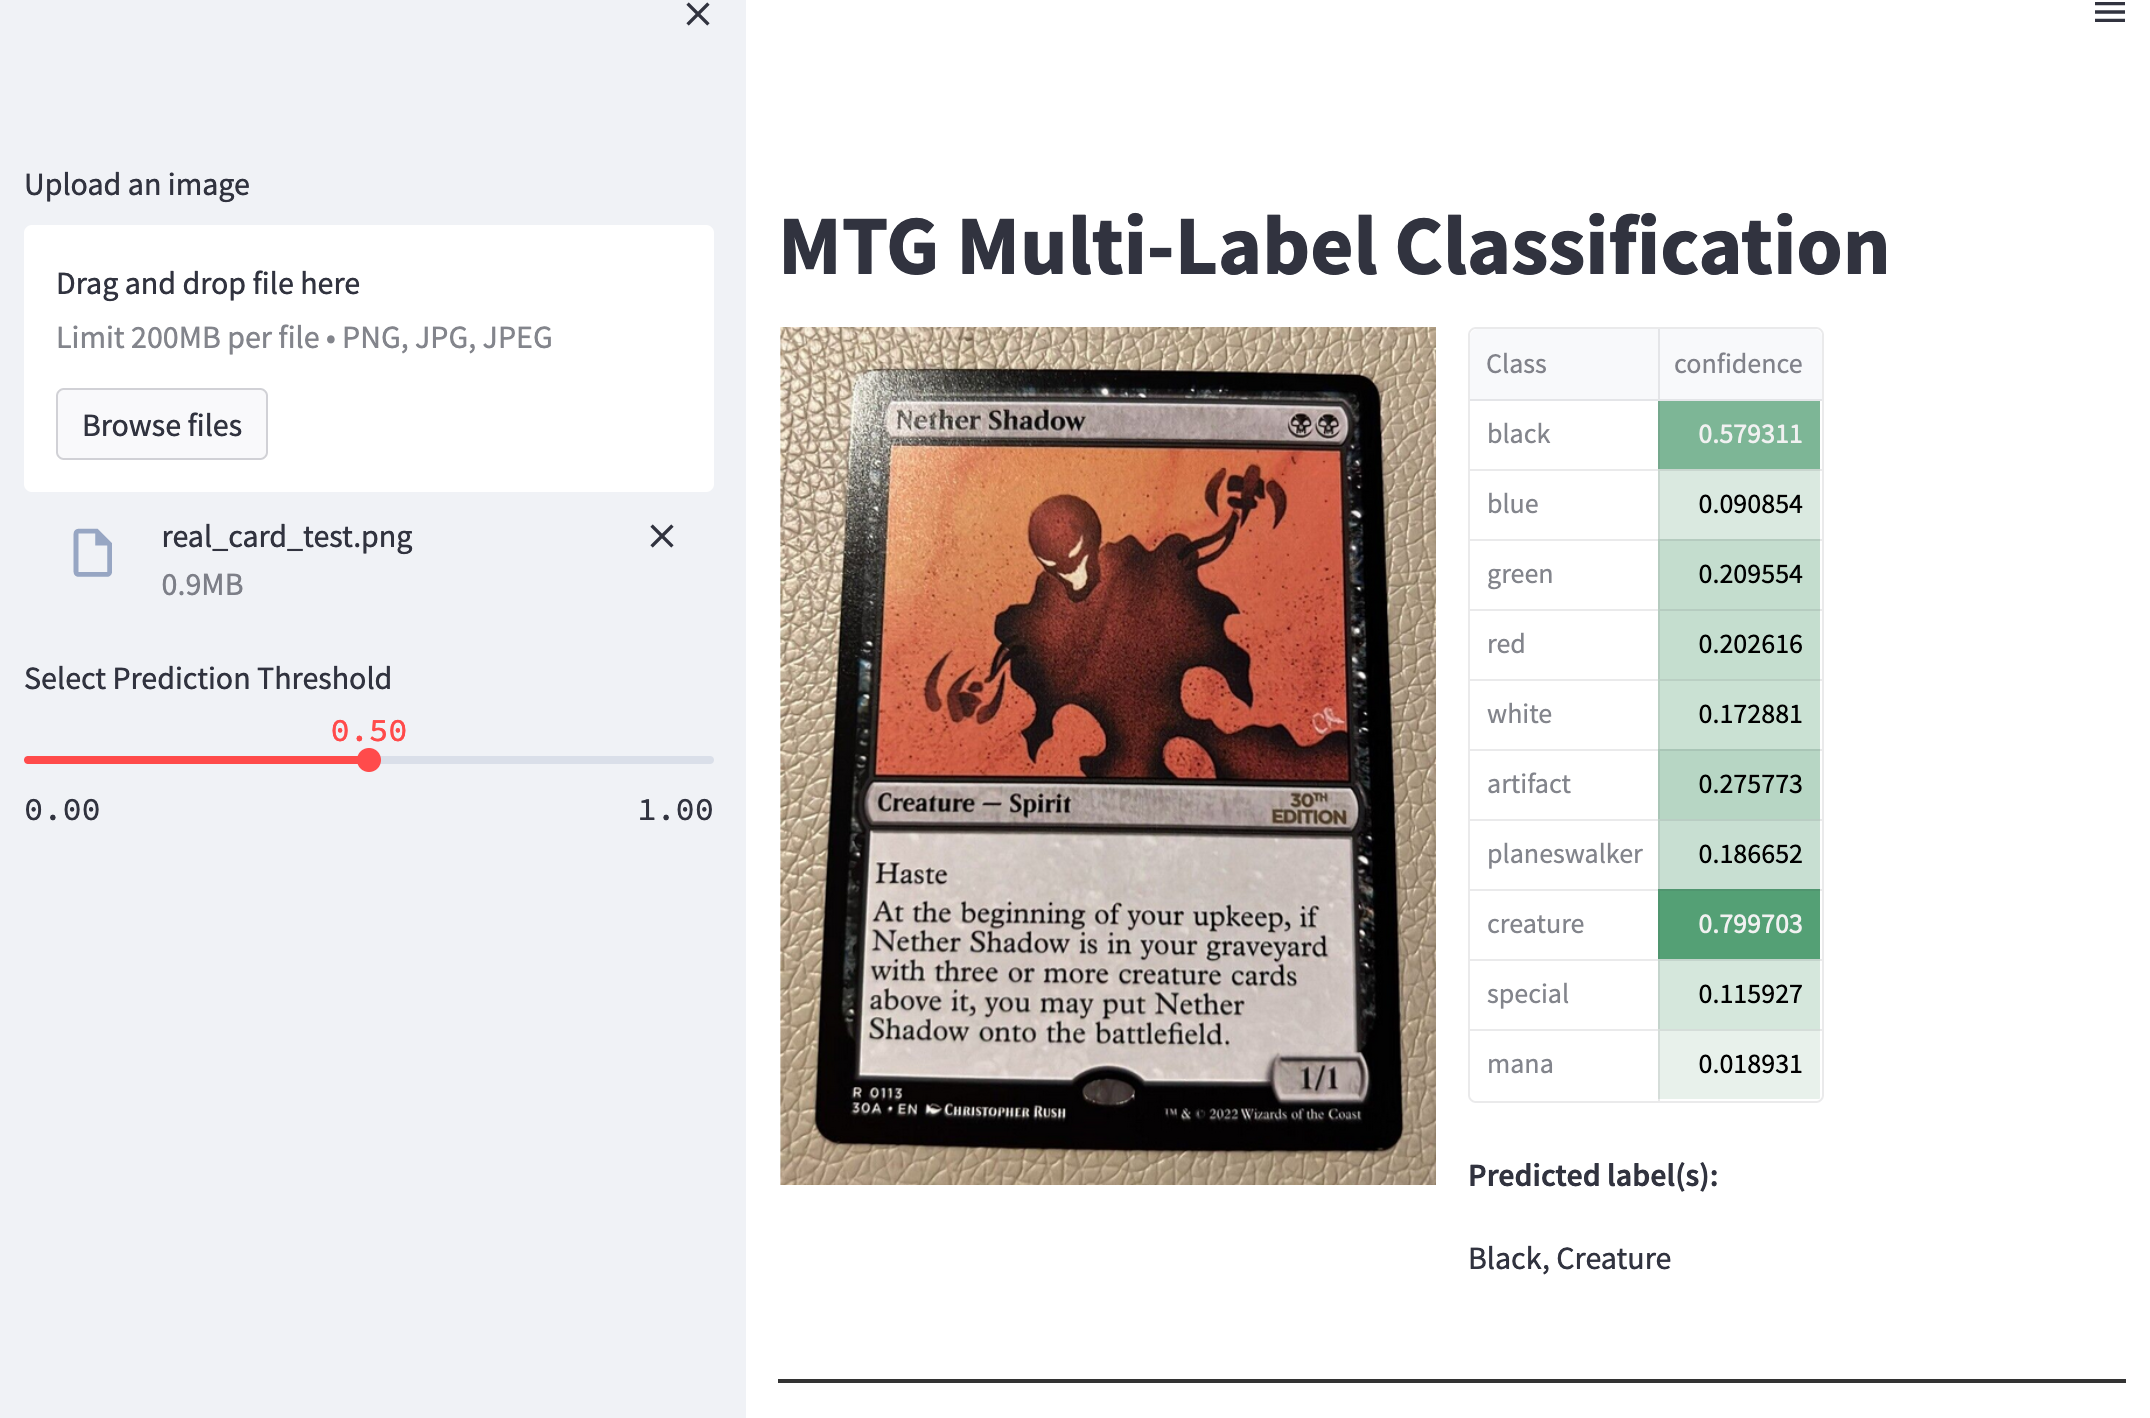 Upload an image
Drag and drop file here
Limit 200MB per file • PNG, JPG, JPEG
Browse files
real_card_test.png
0.9MB
Select Prediction Threshold
0.50
0.00 1.00
MTG Multi-Label Classification
Nether Shadow
CR
Creature — Spirit
30TH
EDITION
Haste
At the beginning of your upkeep, if
Nether Shadow is in your graveyard
with three or more creature cards
above it, you may put Nether
Shadow onto the battlefield.
1/1
R 0113
30A • EN Christopher Rush
™ & © 2022 Wizards of the Coast
Class confidence
black 0.579311
blue 0.090854
green 0.209554
red 0.202616
white 0.172881
artifact 0.275773
planeswalker 0.186652
creature 0.799703
special 0.115927
mana 0.018931
Predicted label(s):
Black, Creature